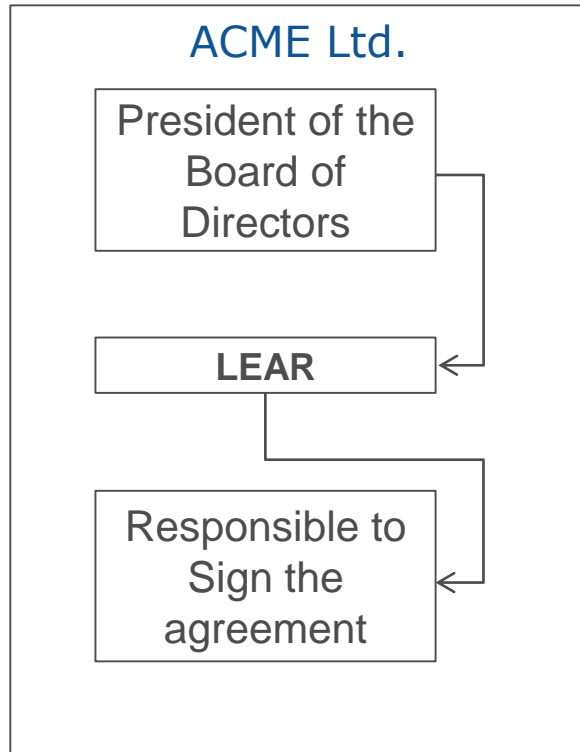 ACME Ltd.
President of the
Board of
Directors
LEAR
Responsible to
Sign the
agreement